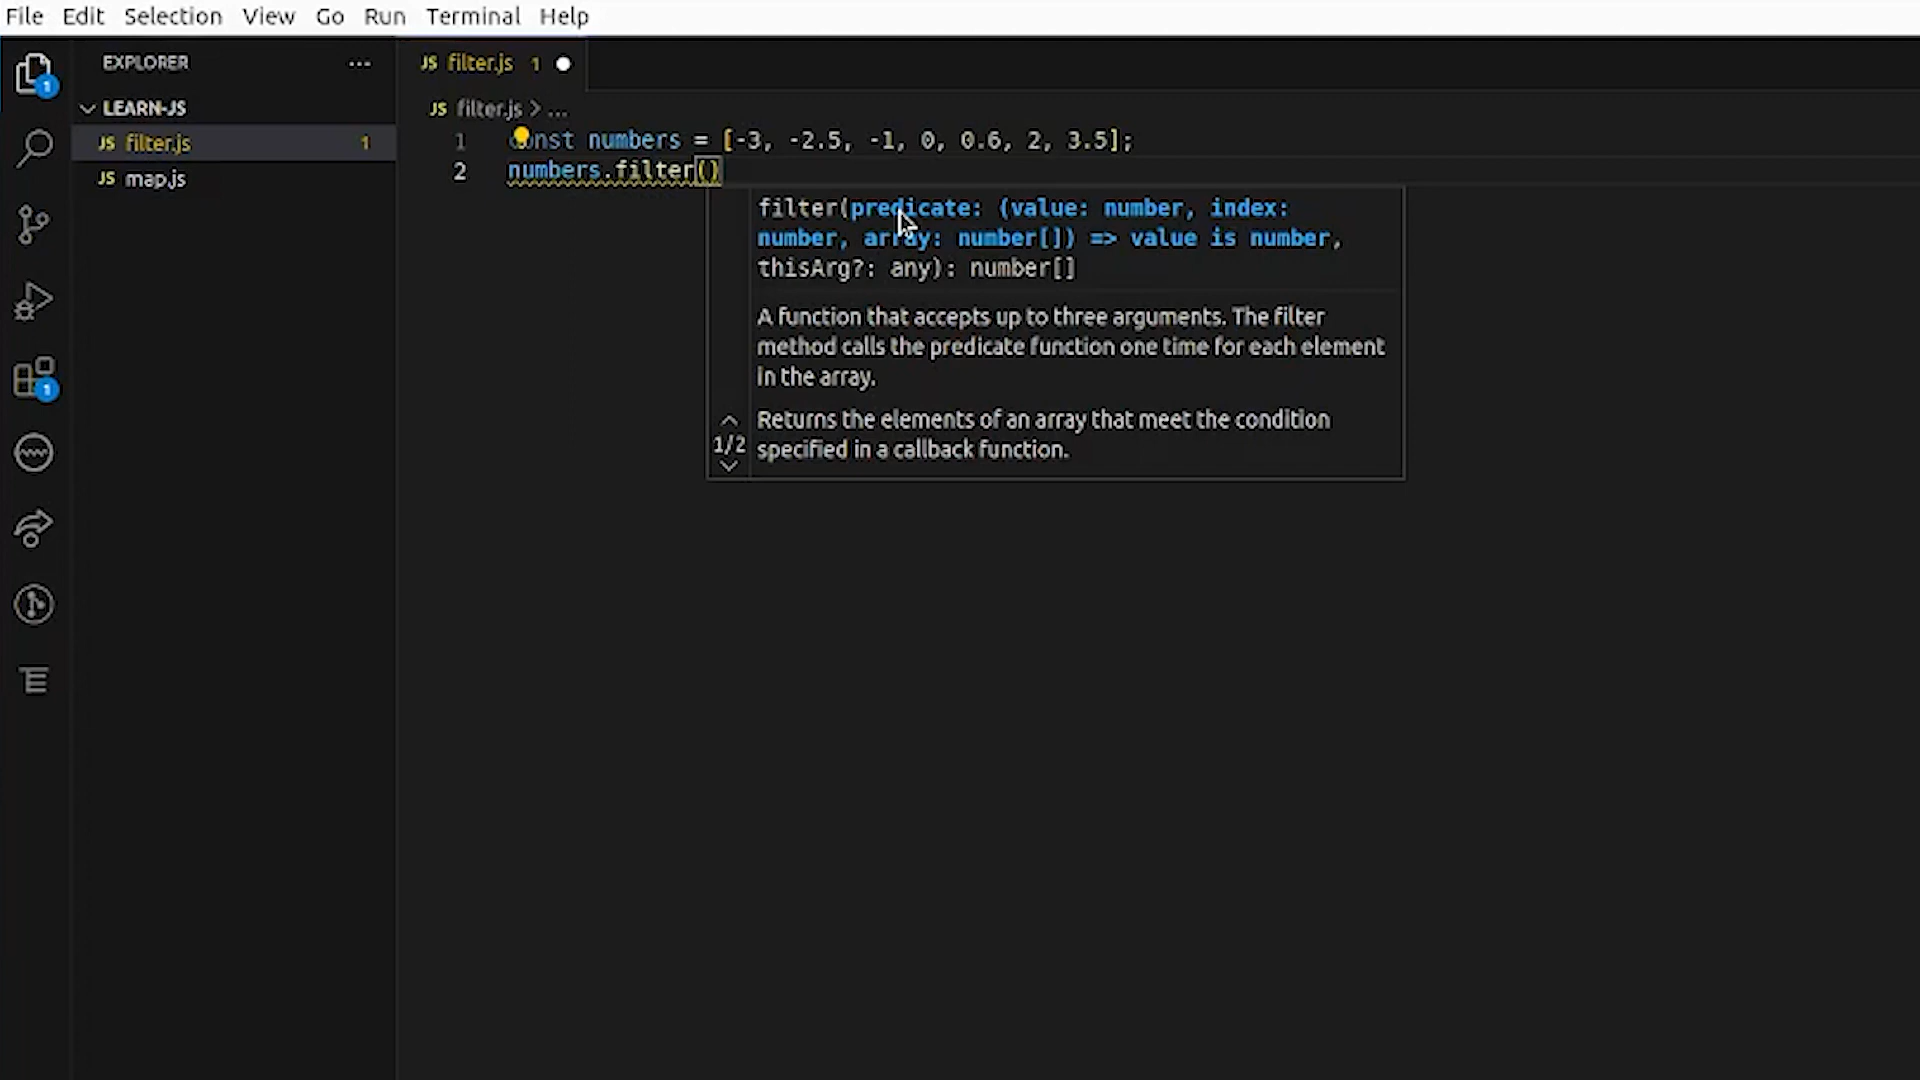 File Edit Selection View Go Run Terminal Help
EXPLORER ...
JS filter.js 1
LEARN-JS
JS filter.js > ...
JS filter.js 1
JS map.js
1 const numbers = [-3, -2.5, -1, 0, 0.6, 2, 3.5];
2 numbers.filter()
filter(predicate: (value: number, index:
number, array: number[]) => value is number,
thisArg?: any): number[]
A function that accepts up to three arguments. The filter
method calls the predicate function one time for each element
in the array.
Returns the elements of an array that meet the condition
specified in a callback function.
1/2
1
1